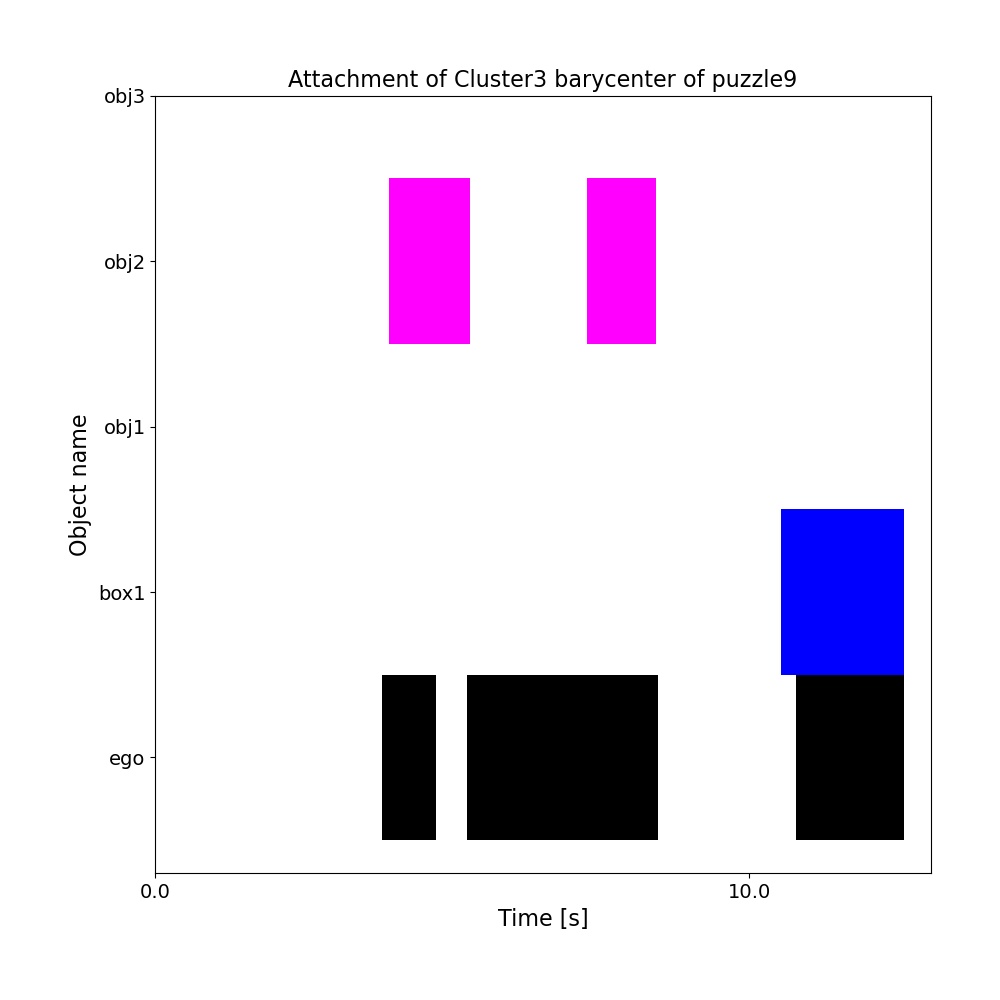 Attachment of Cluster3 barycenter of puzzle9
obj3
obj2
obj1
box1
ego
Object name
0.0
10.0
Time [s]